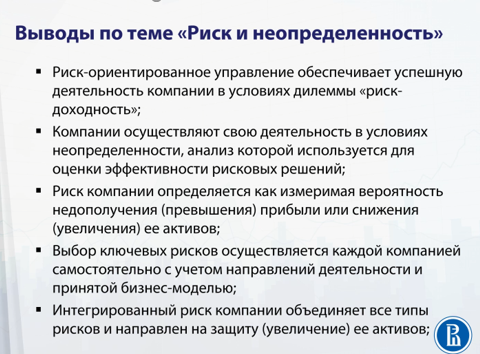 Выводы по теме «Риск и неопределенность»
▪ Риск-ориентированное управление обеспечивает успешную
деятельность компании в условиях дилеммы «риск-
доходность»;
▪ Компании осуществляют свою деятельность в условиях
неопределенности, анализ которой используется для
оценки эффективности рисковых решений;
▪ Риск компании определяется как измеримая вероятность
недополучения (превышения) прибыли или снижения
(увеличения) ее активов;
▪ Выбор ключевых рисков осуществляется каждой компанией
самостоятельно с учетом направлений деятельности и
принятой бизнес-моделью;
▪ Интегрированный риск компании объединяет все типы
рисков и направлен на защиту (увеличение) ее активов;